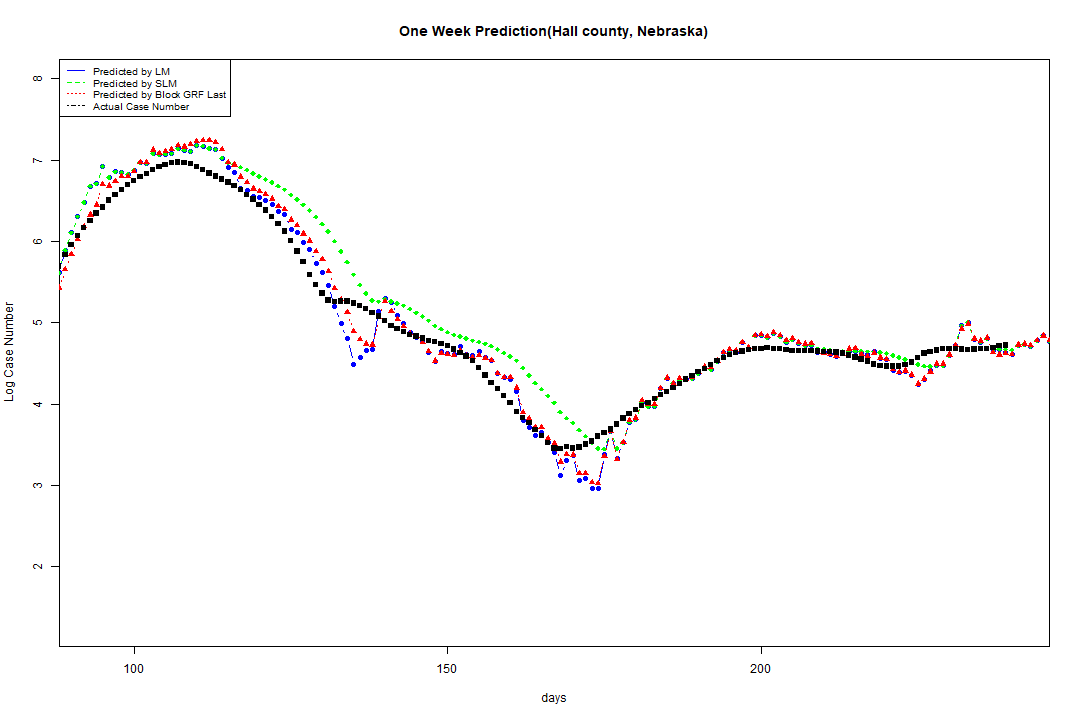 One Week Prediction(Hall county, Nebraska)
Predicted by LM
Predicted by SLM
Predicted by Block GRF Last
Actual Case Number
8
7
6
5
4
3
2
Log Case Number
100 150 200
days